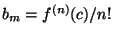 b_m = f^{(n)}(c)/n!